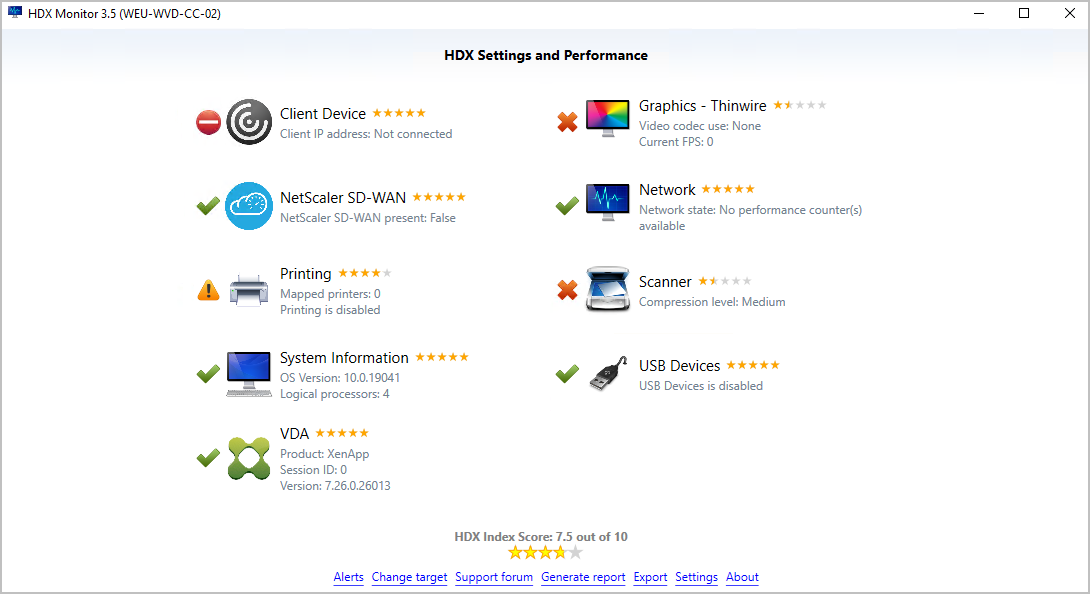 HDX Monitor 3.5 (WEU-WVD-CC-02)
HDX Settings and Performance
Client Device
Client IP address: Not connected
Graphics - Thinwire
Video codec use: None
Current FPS: 0
NetScaler SD-WAN
NetScaler SD-WAN present: False
Network
Network state: No performance counter(s)
available
Printing
Mapped printers: 0
Printing is disabled
Scanner
Compression level: Medium
System Information
OS Version: 10.0.19041
Logical processors: 4
USB Devices
USB Devices is disabled
VDA
Product: XenApp
Session ID: 0
Version: 7.26.0.26013
HDX Index Score: 7.5 out of 10
Alerts Change target Support forum Generate report Export Settings About